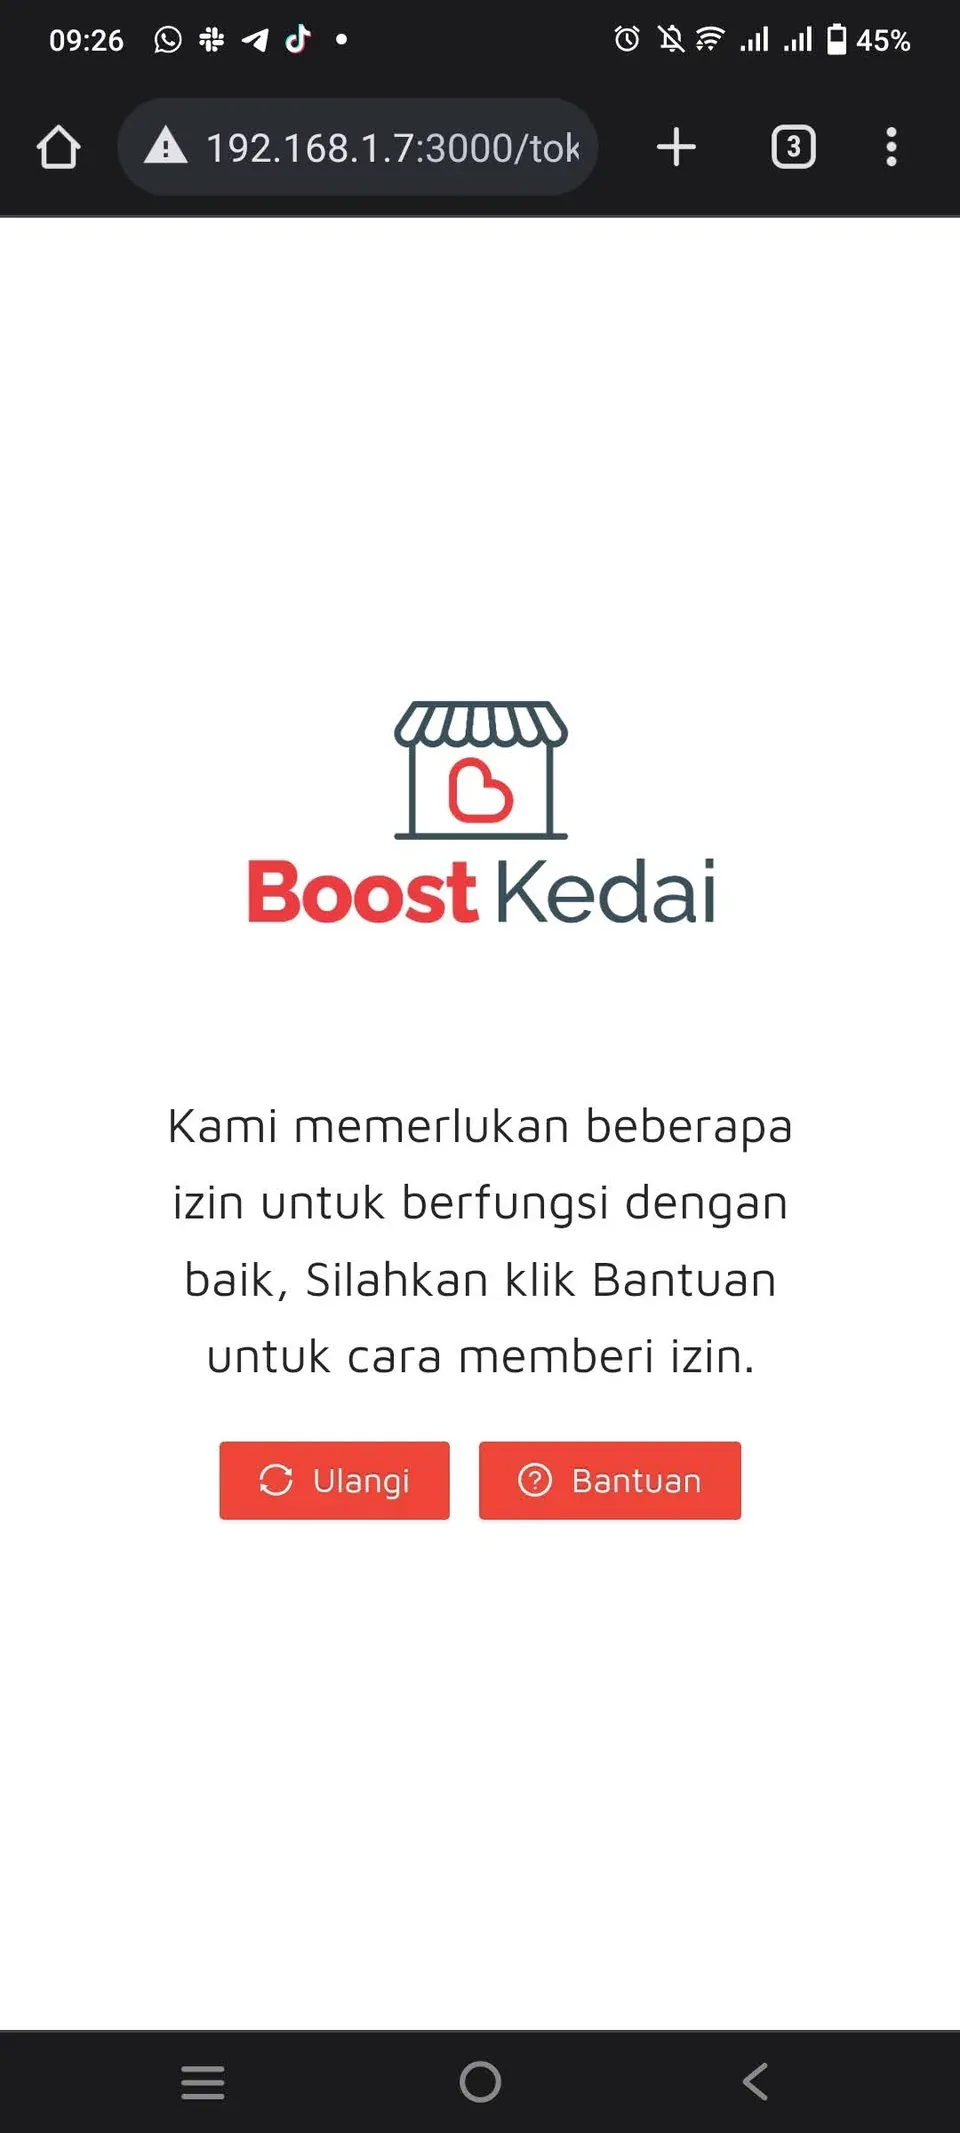 09:26
45%
192.168.1.7:3000/tok
3
Boost Kedai
Kami memerlukan beberapa
izin untuk berfungsi dengan
baik, Silahkan klik Bantuan
untuk cara memberi izin.
Ulangi
Bantuan